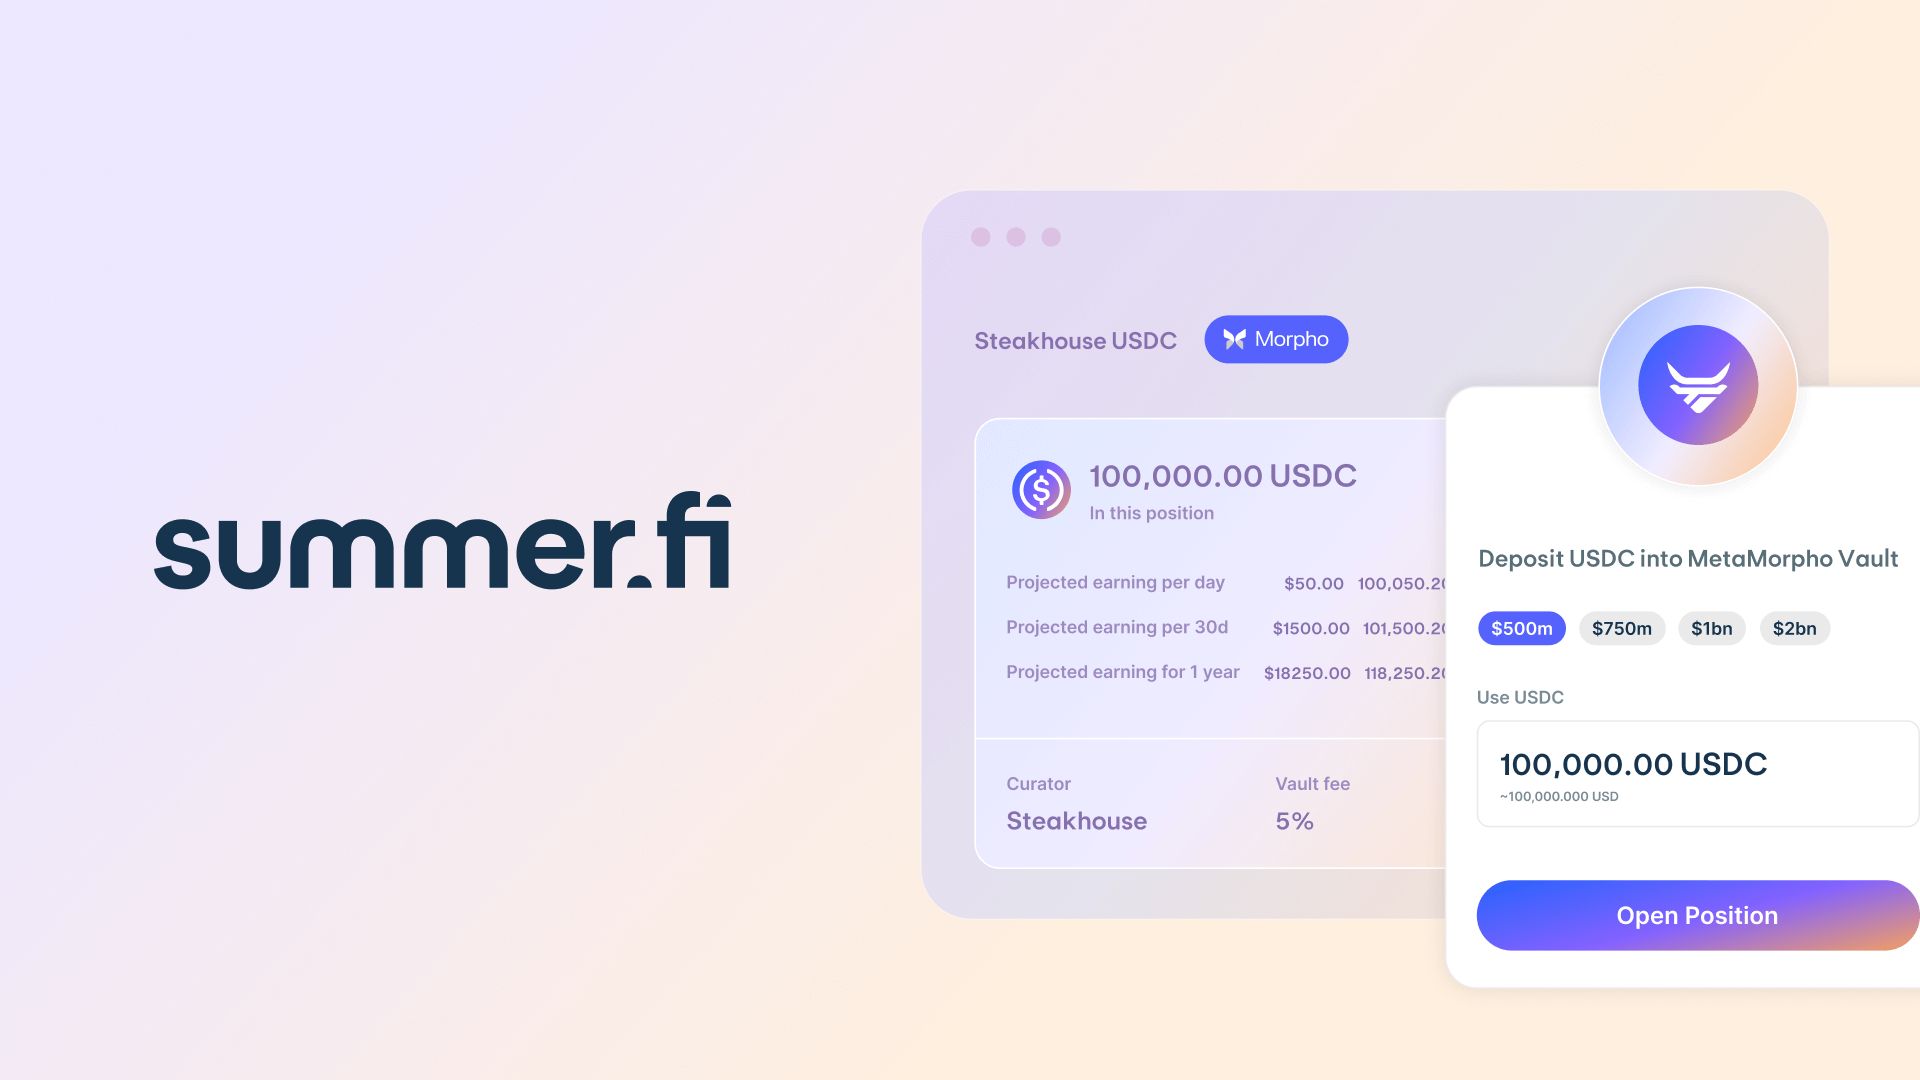 summer.fi
Steakhouse USDC
Morpho
100,000.00 USDC
In this position
Projected earning per day $50.00 100,050.20
Projected earning per 30d $1500.00 101,500.20
Projected earning for 1 year $18250.00 118,250.20
Curator Vault fee
Steakhouse 5%
Deposit USDC into MetaMorpho Vault
$500m $750m $1bn $2bn
Use USDC
100,000.00 USDC
~100,000.000 USD
Open Position